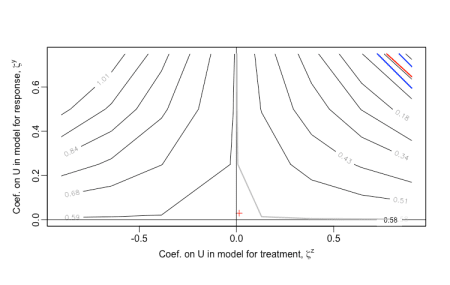 Coef. on U in model for response, ζʸ
0.0 0.2 0.4 0.6
1.01
0.84
0.68
0.59
0.18
0.34
0.43
0.51
0.58
-0.5 0.0 0.5
Coef. on U in model for treatment, ζᶻ